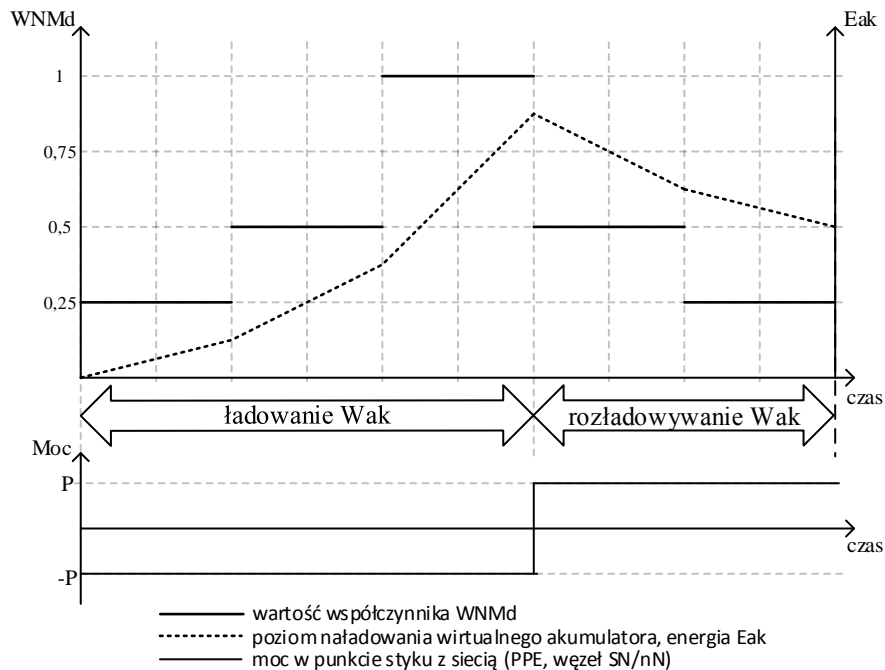 WNMd
Eak
1
0,75
0,5
0,25
czas
ładowanie Wak
rozładowywanie Wak
Moc
P
czas
-P
wartość współczynnika WNMd
poziom naładowania wirtualnego akumulatora, energia Eak
moc w punkcie styku z siecią (PPE, węzeł SN/nN)